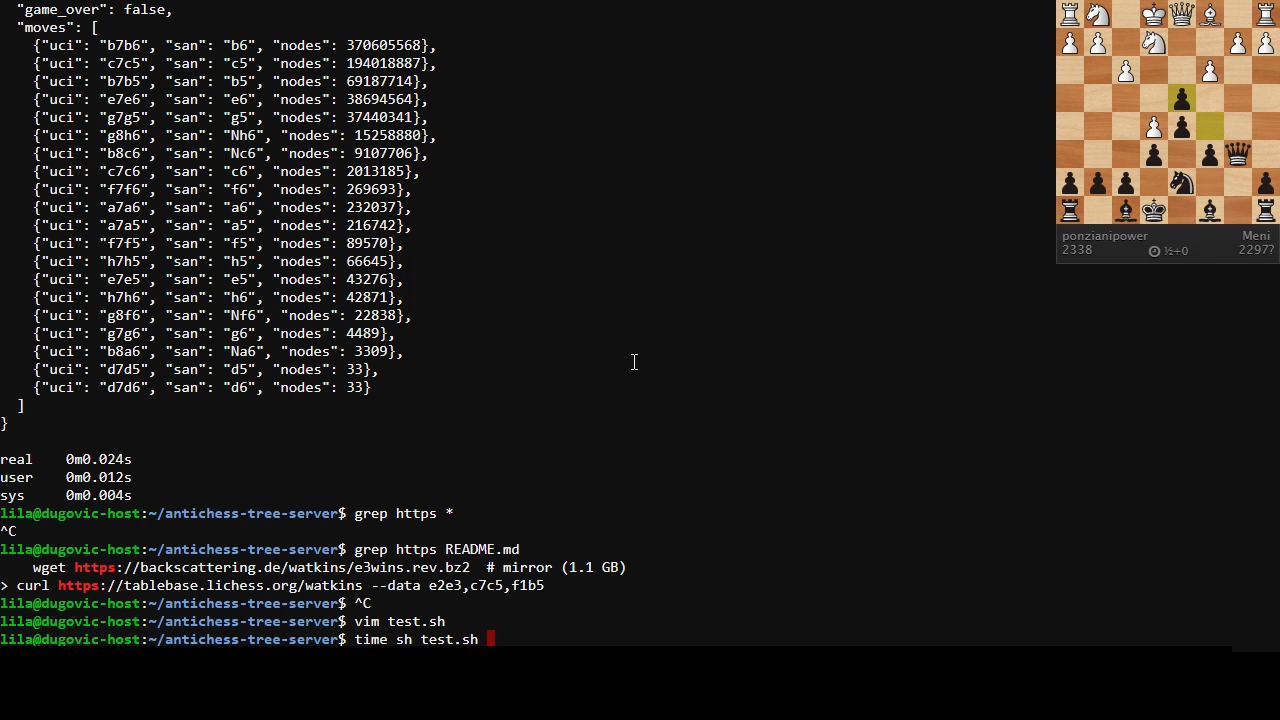 "game_over": false,
"moves": [
{"uci": "b7b6", "san": "b6", "nodes": 370605568},
{"uci": "c7c5", "san": "c5", "nodes": 194018887},
{"uci": "b7b5", "san": "b5", "nodes": 69187714},
{"uci": "e7e6", "san": "e6", "nodes": 38694564},
{"uci": "g7g5", "san": "g5", "nodes": 37440341},
{"uci": "g8h6", "san": "Nh6", "nodes": 15258880},
{"uci": "b8c6", "san": "Nc6", "nodes": 9107706},
{"uci": "c7c6", "san": "c6", "nodes": 2013185},
{"uci": "f7f6", "san": "f6", "nodes": 269693},
{"uci": "a7a6", "san": "a6", "nodes": 232037},
{"uci": "a7a5", "san": "a5", "nodes": 216742},
{"uci": "f7f5", "san": "f5", "nodes": 89570},
{"uci": "h7h5", "san": "h5", "nodes": 66645},
{"uci": "e7e5", "san": "e5", "nodes": 43276},
{"uci": "h7h6", "san": "h6", "nodes": 42871},
{"uci": "g8f6", "san": "Nf6", "nodes": 22838},
{"uci": "g7g6", "san": "g6", "nodes": 4489},
{"uci": "b8a6", "san": "Na6", "nodes": 3309},
{"uci": "d7d5", "san": "d5", "nodes": 33},
{"uci": "d7d6", "san": "d6", "nodes": 33}
]
}
real 0m0.024s
user 0m0.012s
sys 0m0.004s
lila@dugovic-host:~/antichess-tree-server$ grep https *
^C
lila@dugovic-host:~/antichess-tree-server$ grep https README.md
wget https://backscattering.de/watkins/e3wins.rev.bz2 # mirror (1.1 GB)
> curl https://tablebase.lichess.org/watkins --data e2e3,c7c5,f1b5
lila@dugovic-host:~/antichess-tree-server$ ^C
lila@dugovic-host:~/antichess-tree-server$ vim test.sh
lila@dugovic-host:~/antichess-tree-server$ time sh test.sh
ponzianipower Meni
2338 ½+0 2297?